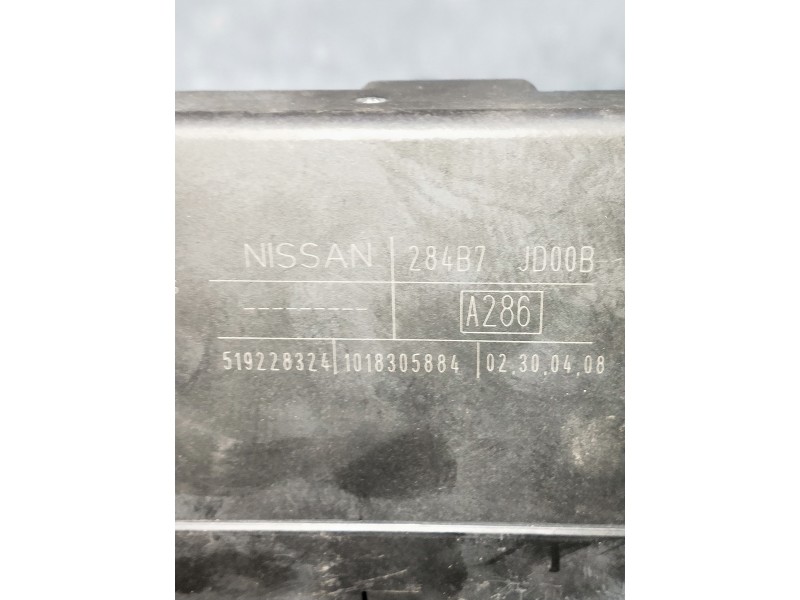 NISSAN 284B7 JD00B
--------- A286
519228324 1018305884 02.30.04.08